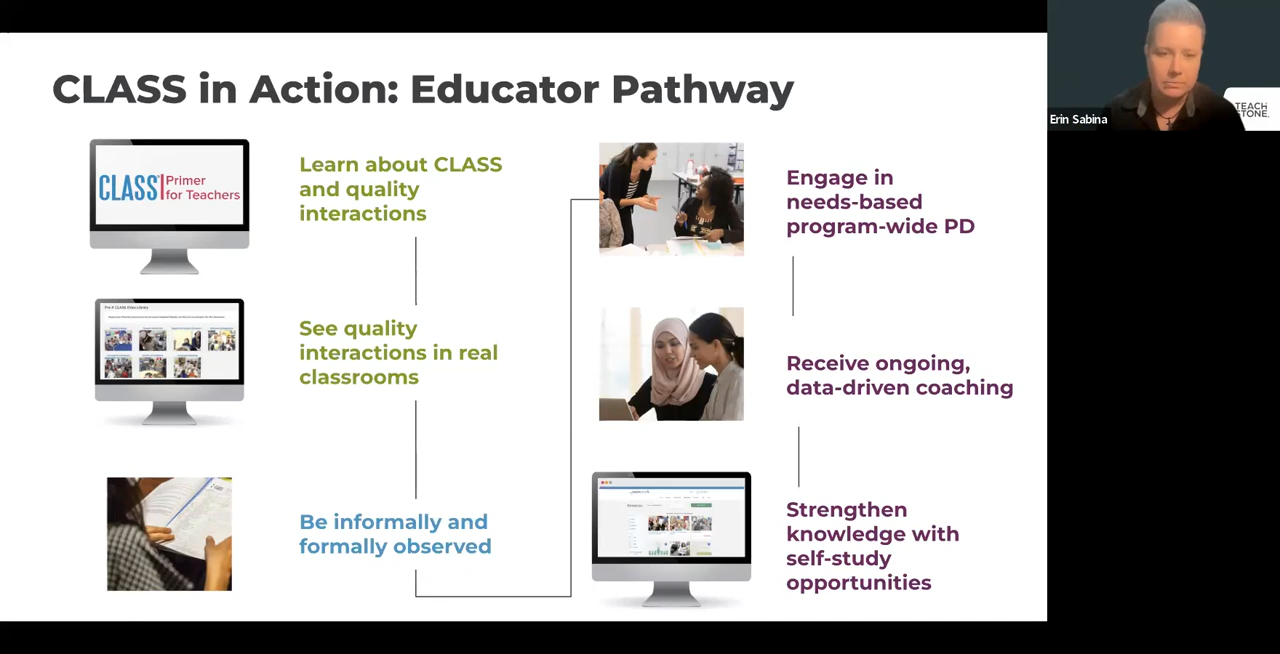 CLASS in Action: Educator Pathway
CLASS
Primer
for Teachers
Learn about CLASS
and quality
interactions
See quality
interactions in real
classrooms
Be informally and
formally observed
Engage in
needs-based
program-wide PD
Receive ongoing,
data-driven coaching
Strengthen
knowledge with
self-study
opportunities
Erin Sabina
TEACH
STONE.